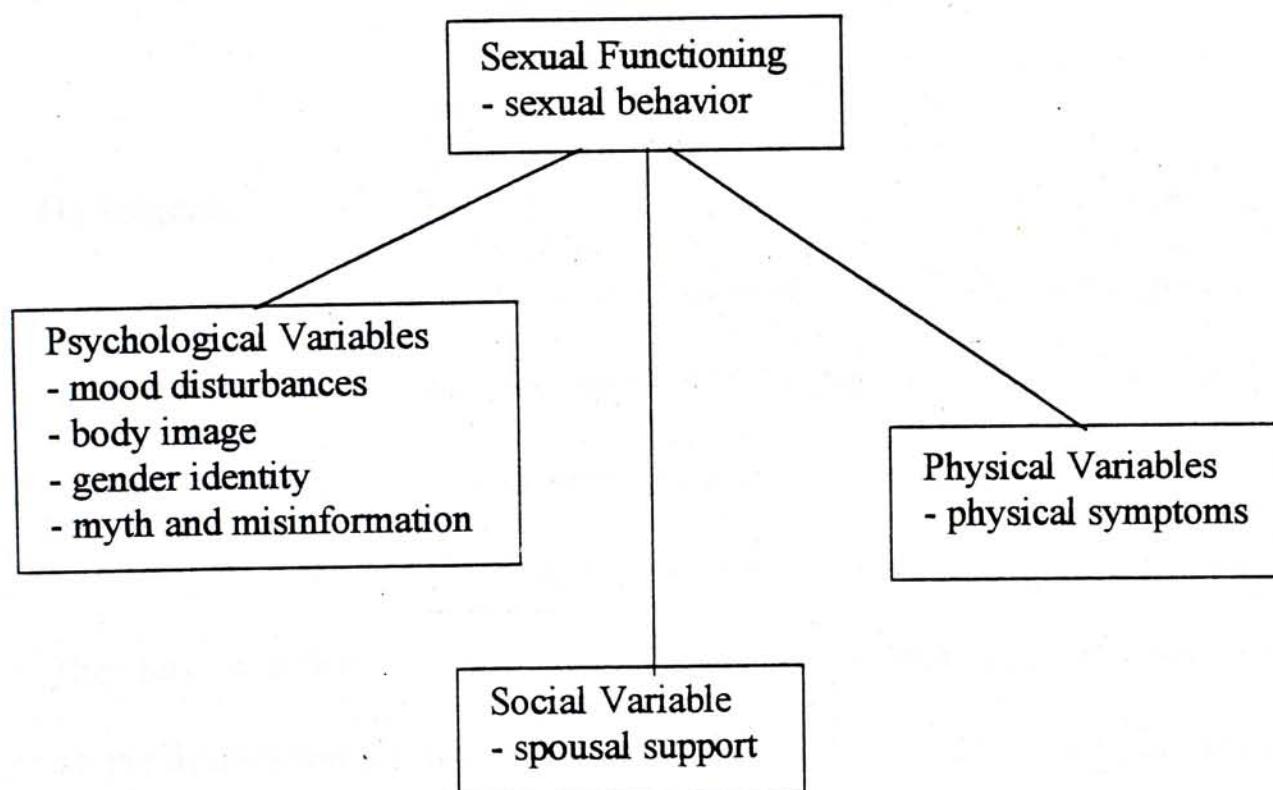 Sexual Functioning
- sexual behavior
Psychological Variables
- mood disturbances
- body image
- gender identity
- myth and misinformation
Physical Variables
- physical symptoms
Social Variable
- spousal support